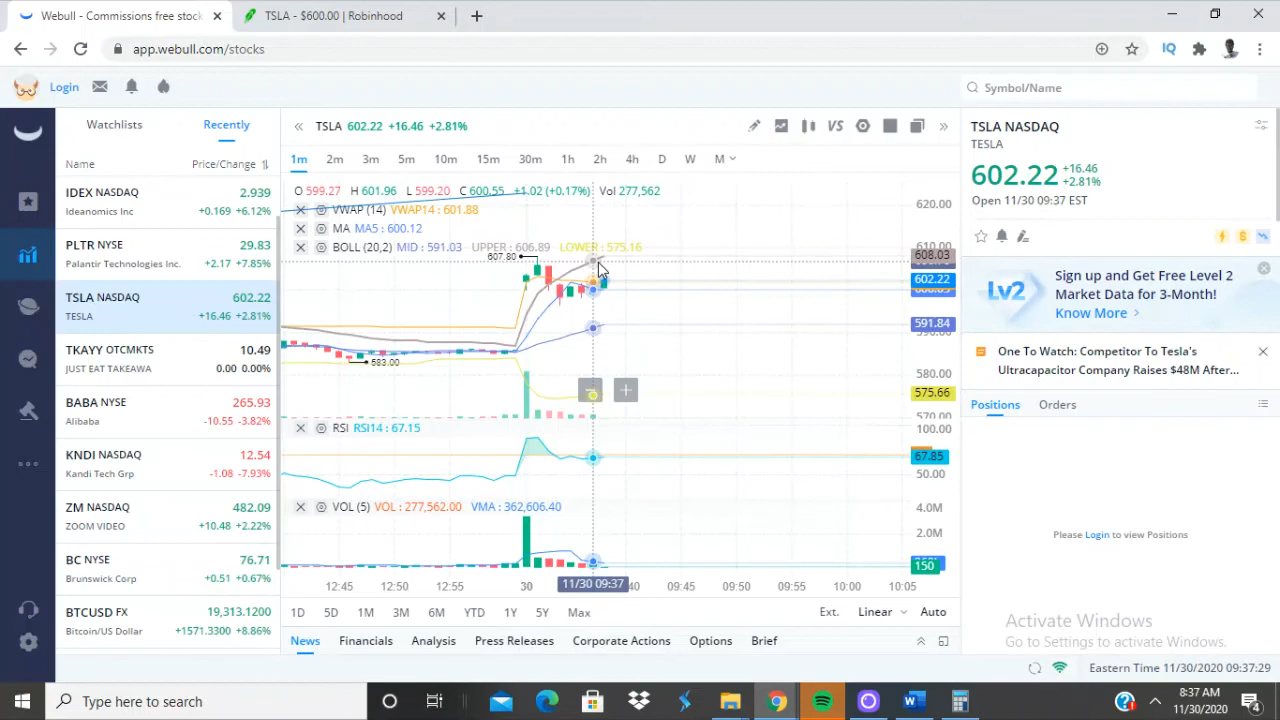 Webull - Commissions free stock
TSLA - $600.00 | Robinhood
app.webull.com/stocks
IQ
Login
Symbol/Name
Watchlists
Recently
Name
Price/Change
IDEX NASDAQ 2.939
Ideanomics Inc +0.169 +6.12%
PLTR NYSE 29.83
Palantir Technologies Inc. +2.17 +7.85%
TSLA NASDAQ 602.22
TESLA +16.46 +2.81%
TKAYY OTCMKTS 10.49
JUST EAT TAKEAWA 0.00 0.00%
BABA NYSE 265.93
Alibaba -10.55 -3.82%
KNDI NASDAQ 12.54
Kandi Tech Grp -1.08 -7.93%
ZM NASDAQ 482.09
ZOOM VIDEO +10.48 +2.22%
BC NYSE 76.71
Brunswick Corp +0.51 +0.67%
BTCUSD FX 19,313.1200
Bitcoin/US Dollar +1571.3300 +8.86%
TSLA 602.22 +16.46 +2.81%
VS
1m 2m 3m 5m 10m 15m 30m 1h 2h 4h D W M
O 599.27 H 601.96 L 599.20 C 600.55 +1.02 (+0.17%) Vol 277,562
VWAP (14) VWAP14 : 601.88
MA MA5 : 600.12
BOLL (20,2) MID : 591.03 UPPER : 606.89 LOWER : 575.16
607.80
583.00
620.00
610.00
608.03
602.22
591.84
590.00
580.00
575.66
570.00
RSI RSI14 : 67.15
100.00
67.85
50.00
VOL (5) VOL : 277,562.00 VMA : 362,606.40
4.0M
2.0M
150
12:45 12:50 12:55 30 11/30 09:37 :40 09:45 09:50 09:55 10:00 10:05
1D 5D 1M 3M 6M YTD 1Y 5Y Max Ext. Linear Auto
News Financials Analysis Press Releases Corporate Actions Options Brief
TSLA NASDAQ
TESLA
602.22 +16.46
+2.81%
Open 11/30 09:37 EST
Lv2
Sign up and Get Free Level 2
Market Data for 3-Month!
Know More
One To Watch: Competitor To Tesla's
Ultracapacitor Company Raises $48M After...
Positions Orders
Please Login to view Positions
Activate Windows
Go to Settings to activate Windows.
Eastern Time 11/30/2020 09:37:29
Type here to search
8:37 AM
11/30/2020
4